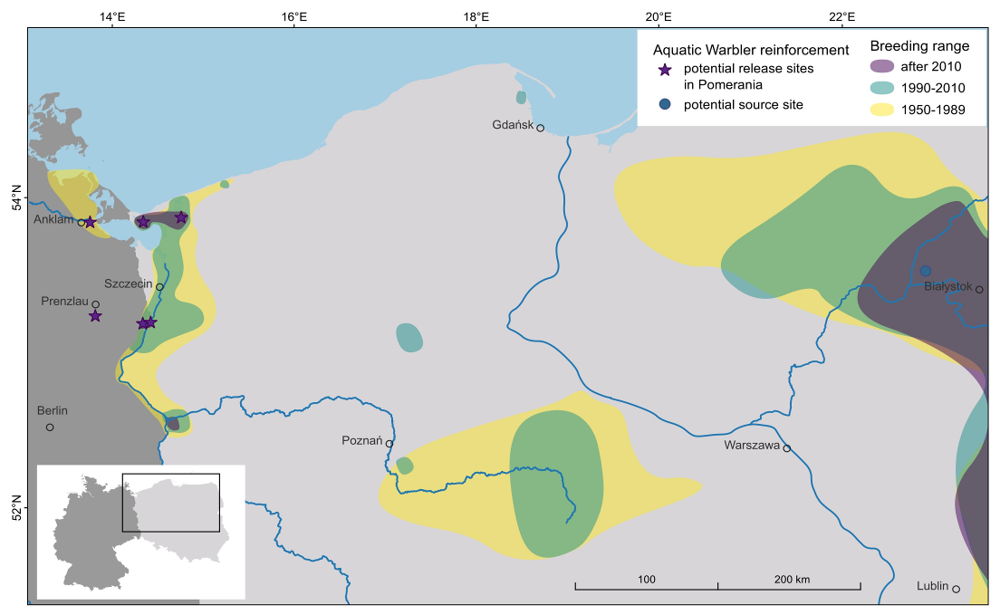 14°E 16°E 18°E 20°E 22°E
Aquatic Warbler reinforcement
potential release sites
in Pomerania
potential source site
Breeding range
after 2010
1990-2010
1950-1989
Gdańsk
54°N
Anklam
Szczecin
Białystok
Prenzlau
Berlin
Poznań
Warszawa
52°N
100 200 km
Lublin